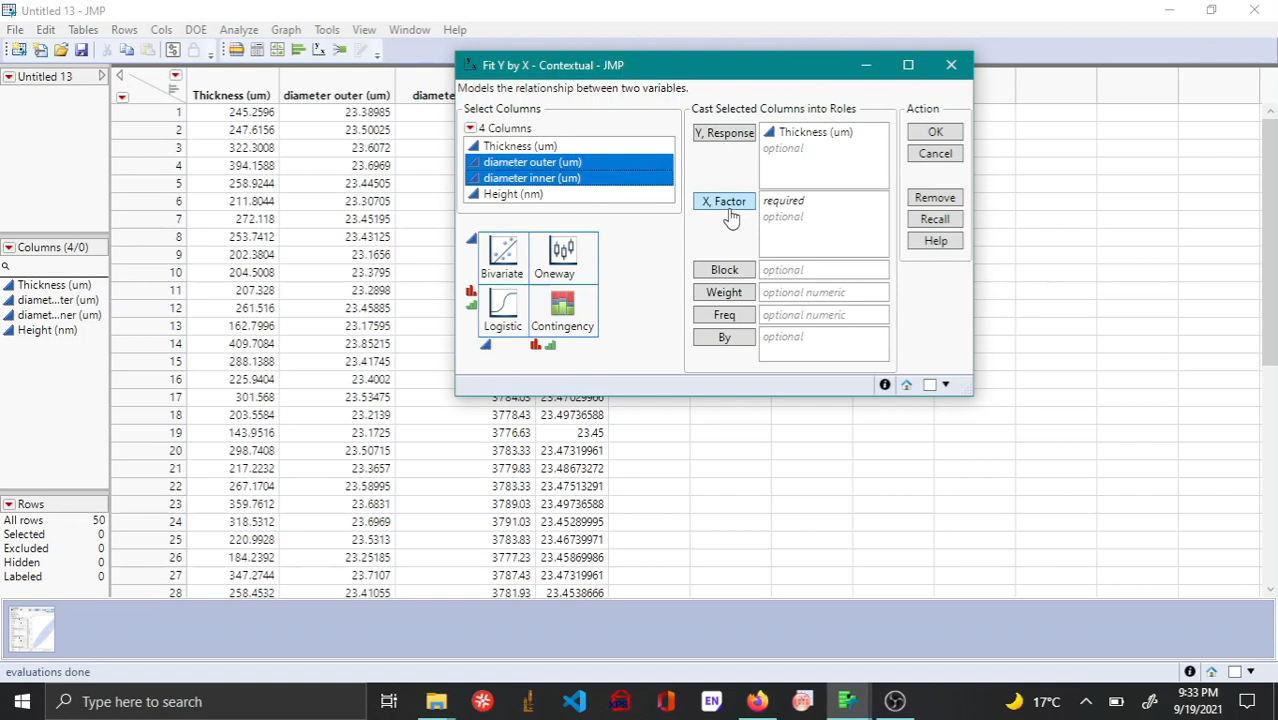 Untitled 13 - JMP
File Edit Tables Rows Cols DOE Analyze Graph Tools View Window Help
Untitled 13
Columns (4/0)
Thickness (um)
diamet...ter (um)
diamet...ner (um)
Height (nm)
Rows
All rows 50
Selected 0
Excluded 0
Hidden 0
Labeled 0
Thickness (um) diameter outer (um) diamet
1 245.2596 23.38985
2 247.6156 23.50025
3 322.3008 23.6072
4 394.1588 23.6969
5 258.9244 23.44505
6 211.8044 23.30705
7 272.118 23.45195
8 253.7412 23.43125
9 202.3804 23.1656
10 204.5008 23.3795
11 207.328 23.2898
12 261.516 23.45885
13 162.7996 23.17595
14 409.7084 23.85215
15 288.1388 23.41745
16 225.9404 23.4002
17 301.568 23.53475 3784.03 23.47029966
18 203.5584 23.2139 3778.43 23.49736588
19 143.9516 23.1725 3776.63 23.45
20 298.7408 23.50715 3783.33 23.47319961
21 217.2232 23.3657 3779.83 23.48673272
22 267.1704 23.58995 3783.33 23.47513291
23 359.7612 23.6831 3789.03 23.49736588
24 318.5312 23.6969 3791.03 23.45289995
25 220.9928 23.5313 3783.83 23.46739971
26 184.2392 23.25185 3777.23 23.45869986
27 347.2744 23.7107 3787.43 23.47319961
28 258.4532 23.41055 3781.93 23.4538666
Fit Y by X - Contextual - JMP
Models the relationship between two variables.
Select Columns
4 Columns
Thickness (um)
diameter outer (um)
diameter inner (um)
Height (nm)
Bivariate Oneway
Logistic Contingency
Cast Selected Columns into Roles
Y, Response Thickness (um)
optional
X, Factor required
optional
Block optional
Weight optional numeric
Freq optional numeric
By optional
Action
OK
Cancel
Remove
Recall
Help
evaluations done
Type here to search
EN
17°C
9:33 PM
9/19/2021